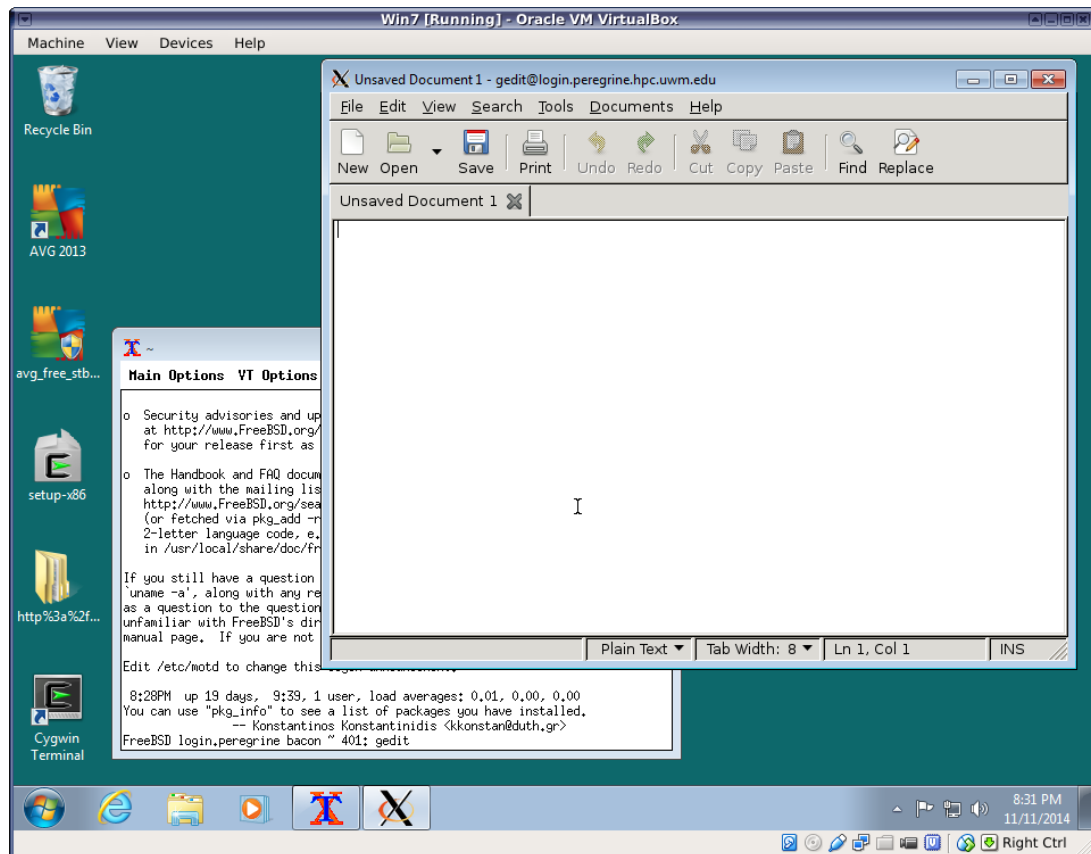 Win7 [Running] - Oracle VM VirtualBox
Machine View Devices Help
Recycle Bin
AVG 2013
avg_free_stb...
setup-x86
http%3a%2f...
Cygwin
Terminal
Unsaved Document 1 - gedit@login.peregrine.hpc.uwm.edu
File Edit View Search Tools Documents Help
New Open Save Print Undo Redo Cut Copy Paste Find Replace
Unsaved Document 1
Plain Text Tab Width: 8 Ln 1, Col 1 INS
~
Main Options VT Options
o Security advisories and up
at http://www.FreeBSD.org/
for your release first as
o The Handbook and FAQ docum
along with the mailing lis
http://www.FreeBSD.org/sea
(or fetched via pkg_add -r
2-letter language code, e.
in /usr/local/share/doc/fr
If you still have a question
`uname -a', along with any re
as a question to the question
unfamiliar with FreeBSD's dir
manual page. If you are not
Edit /etc/motd to change this login announcement.
8:28PM up 19 days, 9:39, 1 user, load averages: 0.01, 0.00, 0.00
You can use "pkg_info" to see a list of packages you have installed.
-- Konstantinos Konstantinidis <kkonstan@duth.gr>
FreeBSD login.peregrine bacon ~ 401: gedit
8:31 PM
11/11/2014
Right Ctrl